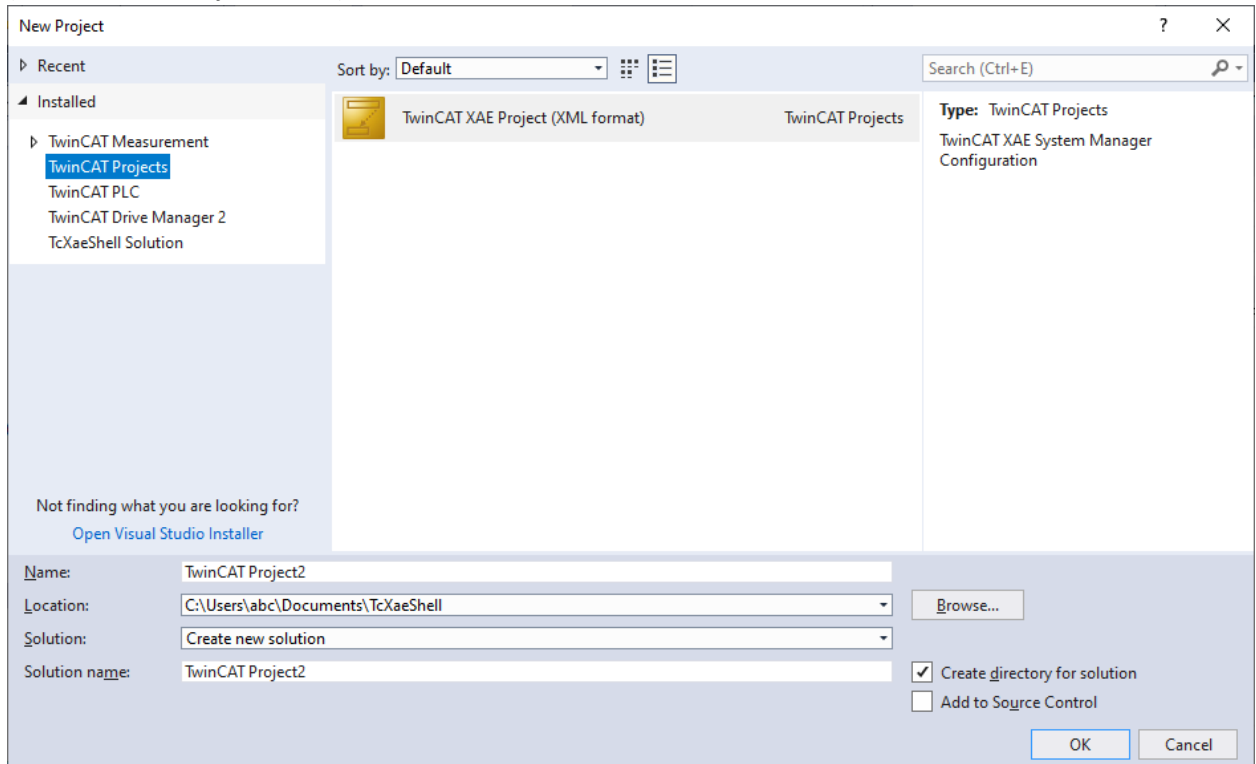 New Project
?
Recent
Sort by: Default
Search (Ctrl+E)
Installed
TwinCAT Measurement
TwinCAT Projects
TwinCAT PLC
TwinCAT Drive Manager 2
TcXaeShell Solution
TwinCAT XAE Project (XML format) TwinCAT Projects
Type: TwinCAT Projects
TwinCAT XAE System Manager
Configuration
Not finding what you are looking for?
Open Visual Studio Installer
Name: TwinCAT Project2
Location: C:\Users\abc\Documents\TcXaeShell
Browse...
Solution: Create new solution
Solution name: TwinCAT Project2
Create directory for solution
Add to Source Control
OK Cancel